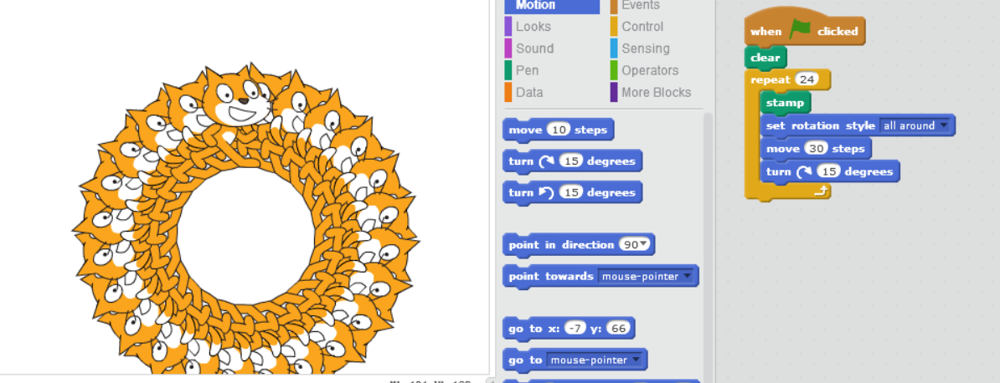 Motion
Events
Looks
Control
Sound
Sensing
Pen
Operators
Data
More Blocks
move 10 steps
turn 15 degrees
turn 15 degrees
point in direction 90
point towards mouse-pointer
go to x: -7 y: 66
go to mouse-pointer
when clicked
clear
repeat 24
stamp
set rotation style all around
move 30 steps
turn 15 degrees